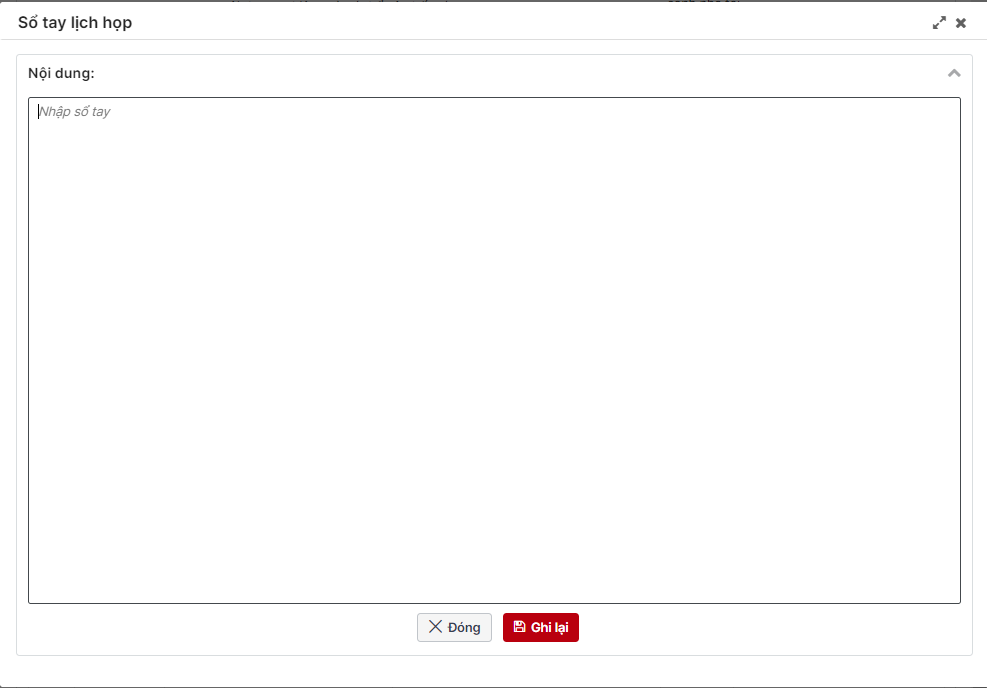 Sổ tay lịch họp
Nội dung:
Nhập sổ tay
Đóng
Ghi lại